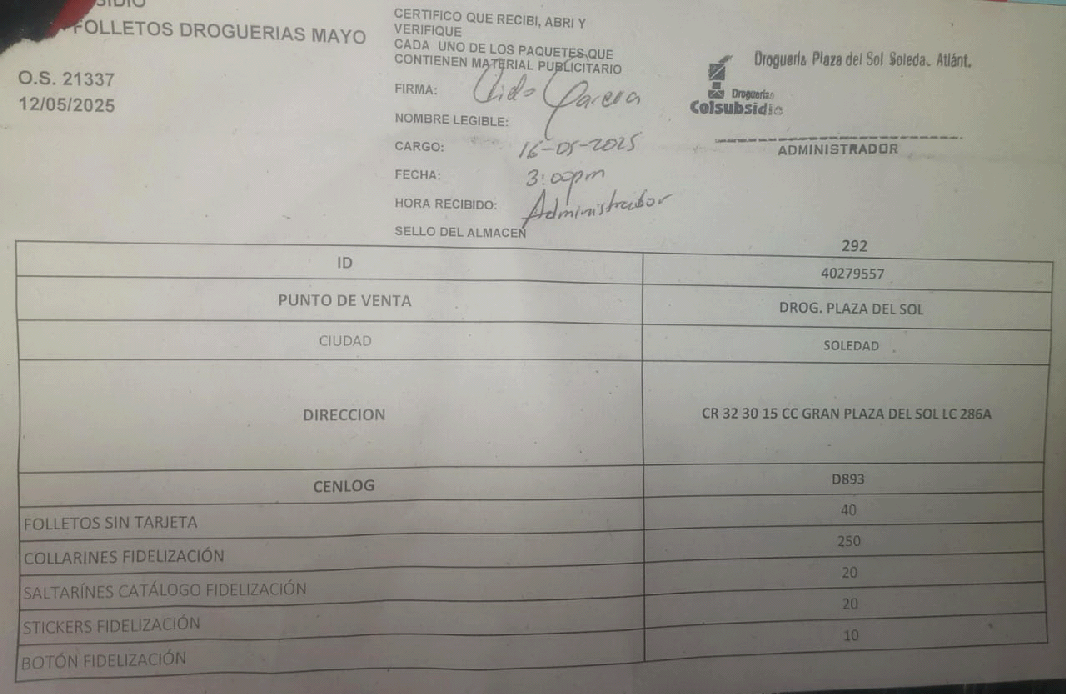 SIDIO
FOLLETOS DROGUERIAS MAYO
O.S. 21337
12/05/2025
CERTIFICO QUE RECIBI, ABRI Y
VERIFIQUE
CADA UNO DE LOS PAQUETES QUE
CONTIENEN MATERIAL PUBLICITARIO
FIRMA:
NOMBRE LEGIBLE:
CARGO: 16-05-2025
FECHA: 3:00pm
HORA RECIBIDO: Administrador
SELLO DEL ALMACEN
Droguería Plaza del Sol Soleda. Atlánt.
Droguerías
Colsubsidio
ADMINISTRADOR
292
ID 40279557
PUNTO DE VENTA DROG. PLAZA DEL SOL
CIUDAD SOLEDAD
DIRECCION CR 32 30 15 CC GRAN PLAZA DEL SOL LC 286A
CENLOG D893
FOLLETOS SIN TARJETA 40
COLLARINES FIDELIZACIÓN 250
SALTARÍNES CATÁLOGO FIDELIZACIÓN 20
STICKERS FIDELIZACIÓN 20
BOTÓN FIDELIZACIÓN 10